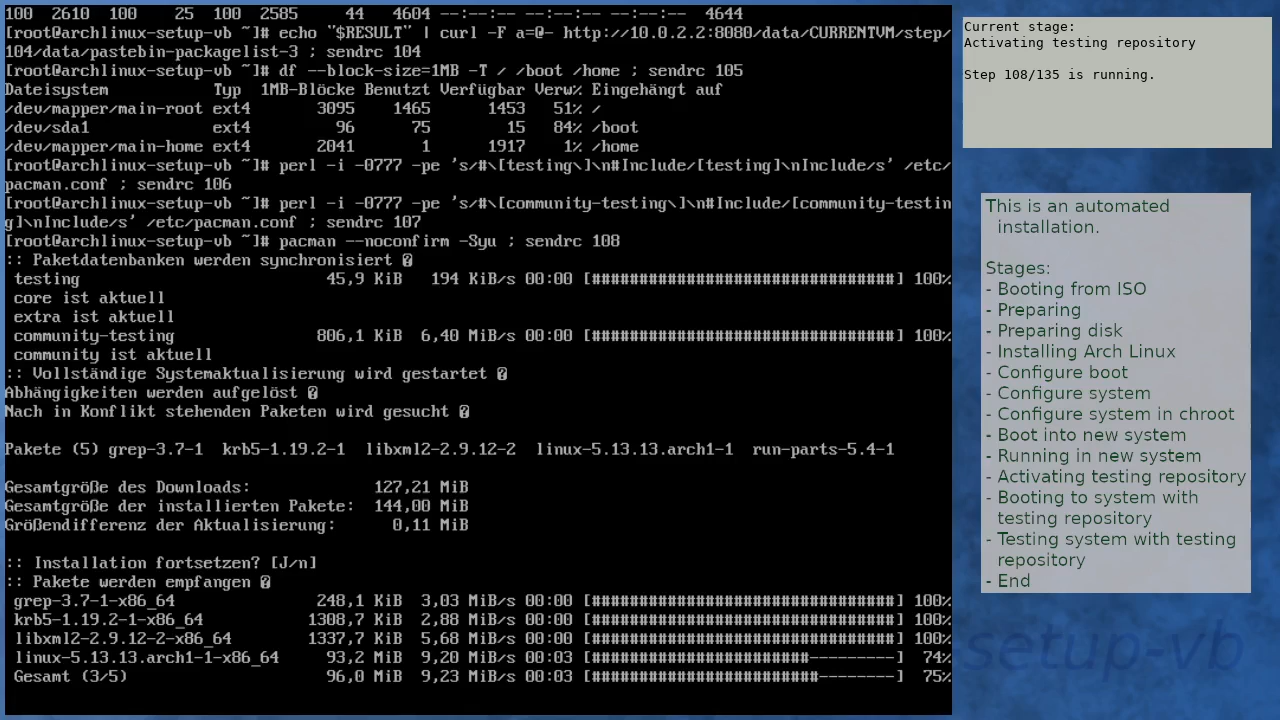 100  2610  100    25  100  2585     44   4604 --:--:-- --:--:-- --:--:--  4644
[root@archlinux-setup-vb ~]# echo "$RESULT" | curl -F a=@- http://10.0.2.2:8080/data/CURRENTVM/step/
104/data/pastebin-packagelist-3 ; sendrc 104
[root@archlinux-setup-vb ~]# df --block-size=1MB -T / /boot /home ; sendrc 105
Dateisystem           Typ  1MB-Blöcke Benutzt Verfügbar Verw% Eingehängt auf
/dev/mapper/main-root ext4       3095    1465      1453   51% /
/dev/sda1             ext4         96      75        15   84% /boot
/dev/mapper/main-home ext4       2041       1      1917    1% /home
[root@archlinux-setup-vb ~]# perl -i -0777 -pe 's/#\[testing\]\n#Include/[testing]\nInclude/s' /etc/
pacman.conf ; sendrc 106
[root@archlinux-setup-vb ~]# perl -i -0777 -pe 's/#\[community-testing\]\n#Include/[community-testin
g]\nInclude/s' /etc/pacman.conf ; sendrc 107
[root@archlinux-setup-vb ~]# pacman --noconfirm -Syu ; sendrc 108
:: Paketdatenbanken werden synchronisiert �
 testing                          45,9 KiB   194 KiB/s 00:00 [################################] 100%
 core ist aktuell
 extra ist aktuell
 community-testing               806,1 KiB  6,40 MiB/s 00:00 [################################] 100%
 community ist aktuell
:: Vollständige Systemaktualisierung wird gestartet �
Abhängigkeiten werden aufgelöst �
Nach in Konflikt stehenden Paketen wird gesucht �
Pakete (5) grep-3.7-1  krb5-1.19.2-1  libxml2-2.9.12-2  linux-5.13.13.arch1-1  run-parts-5.4-1
Gesamtgröße des Downloads:             127,21 MiB
Gesamtgröße der installierten Pakete:  144,00 MiB
Größendifferenz der Aktualisierung:      0,11 MiB
:: Installation fortsetzen? [J/n]
:: Pakete werden empfangen �
 grep-3.7-1-x86_64               248,1 KiB  3,03 MiB/s 00:00 [################################] 100%
 krb5-1.19.2-1-x86_64           1308,7 KiB  2,88 MiB/s 00:00 [################################] 100%
 libxml2-2.9.12-2-x86_64        1337,7 KiB  5,68 MiB/s 00:00 [################################] 100%
 linux-5.13.13.arch1-1-x86_64     93,2 MiB  9,20 MiB/s 00:03 [#######################---------]  74%
 Gesamt (3/5)                     96,0 MiB  9,23 MiB/s 00:03 [########################--------]  75%
Current stage:
Activating testing repository
Step 108/135 is running.
This is an automated
installation.
Stages:
- Booting from ISO
- Preparing
- Preparing disk
- Installing Arch Linux
- Configure boot
- Configure system
- Configure system in chroot
- Boot into new system
- Running in new system
- Activating testing repository
- Booting to system with
testing repository
- Testing system with testing
repository
- End
setup-vb